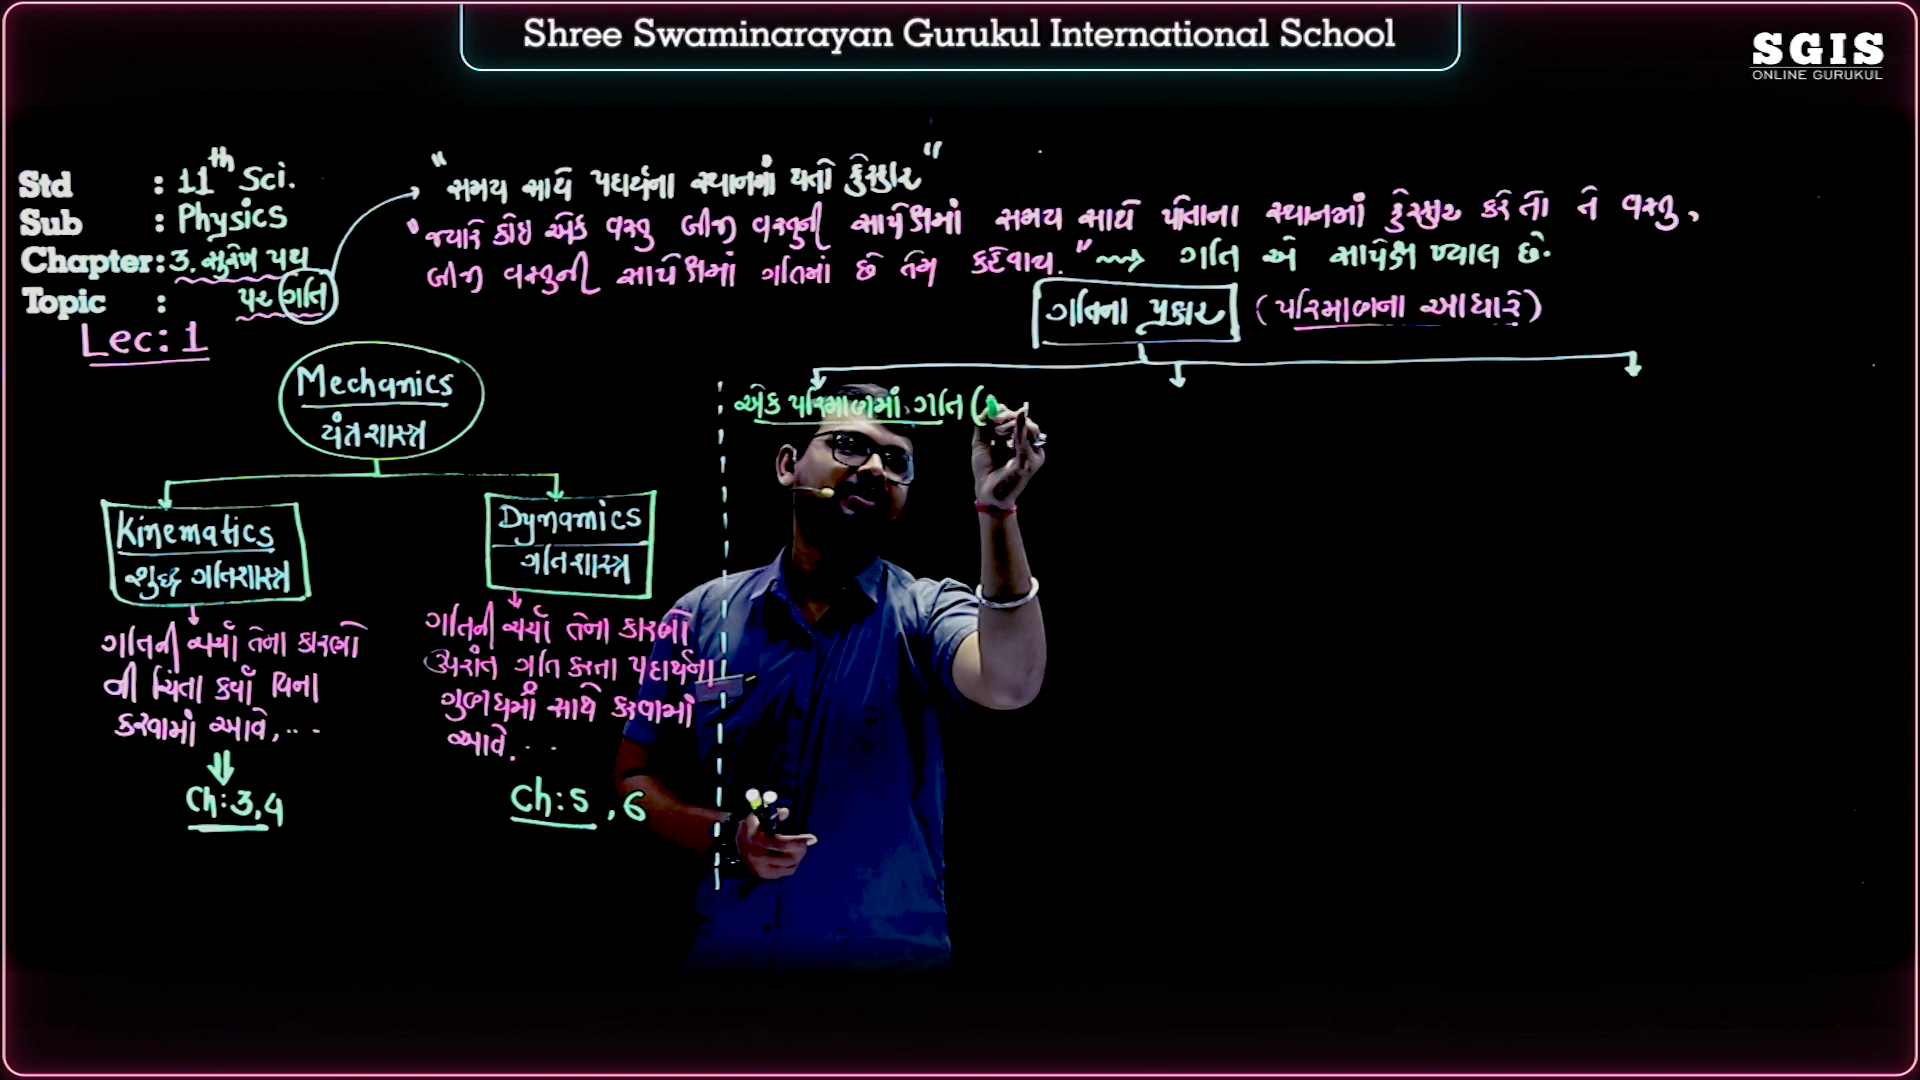 Shree Swaminarayan Gurukul International School
SGIS
ONLINE GURUKUL
Std : 11th Sci.
Sub : Physics
Chapter: 3. સુરેખ પથ
Topic : પર ગતિ
Lec: 1
"સમય સાથે પદાર્થના સ્થાનમાં થતો ફેરફાર"
"જ્યારે કોઇ એક વસ્તુ બીજી વસ્તુની સાપેક્ષમાં સમય સાથે પોતાના સ્થાનમાં ફેરફાર કરે તો તે વસ્તુ,
બીજી વસ્તુની સાપેક્ષમાં ગતિમાં છે તેમ કહેવાય." ⇝ ગતિ એ સાપેક્ષ ખ્યાલ છે.
ગતિના પ્રકાર (પરિમાણના આધારે)
Mechanics
યંત્રશાસ્ત્ર
Kinematics
શુદ્ધ ગતિશાસ્ત્ર
ગતિની ચર્ચા તેના કારણો
ની ચિંતા કર્યા વિના
કરવામાં આવે,...
Ch:3,4
Dynamics
ગતિશાસ્ત્ર
ગતિની ચર્ચા તેના કારણો
ઉપરાંત ગતિ કરતા પદાર્થના
ગુણધર્મો સાથે કરવામાં
આવે...
Ch:5,6
એક પરિમાણમાં ગતિ (